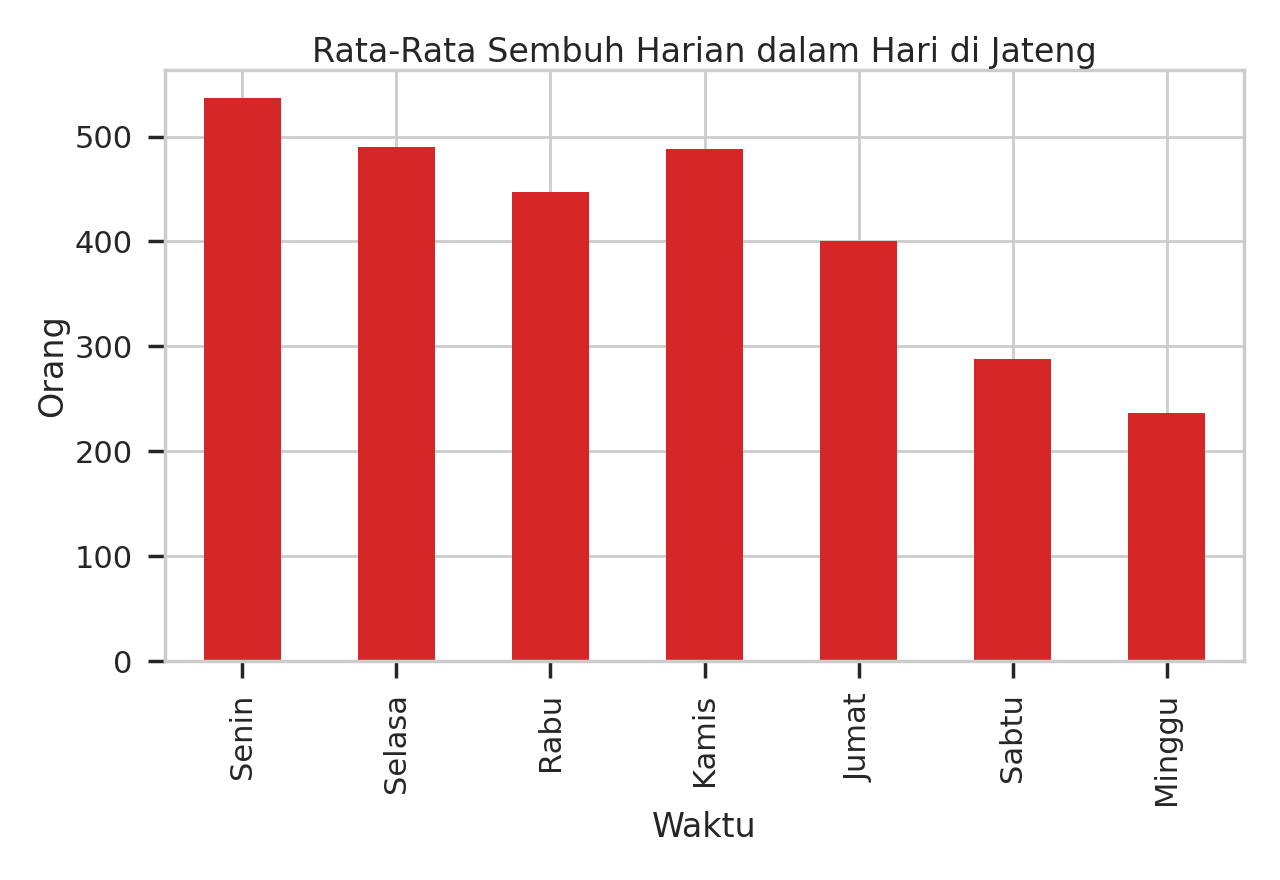 Rata-Rata Sembuh Harian dalam Hari di Jateng
Orang
500
400
300
200
100
0
Senin
Selasa
Rabu
Kamis
Jumat
Sabtu
Minggu
Waktu